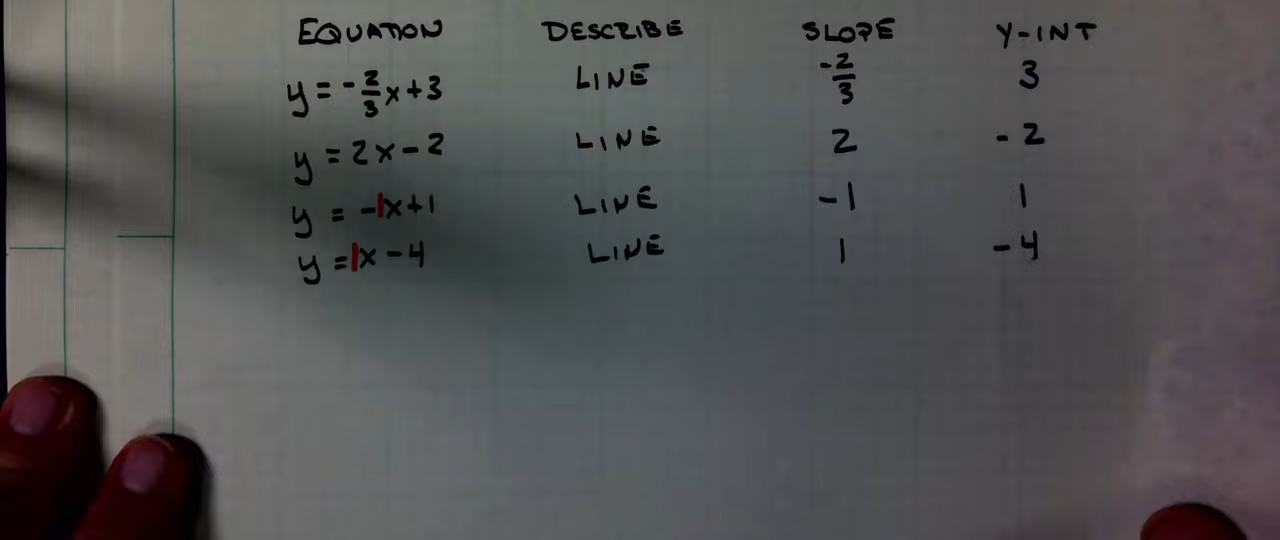 EQUATION DESCRIBE SLOPE Y-INT
y = -2/3x+3 LINE -2/3 3
y = 2x-2 LINE 2 -2
y = -1x+1 LINE -1 1
y =1x-4 LINE 1 -4